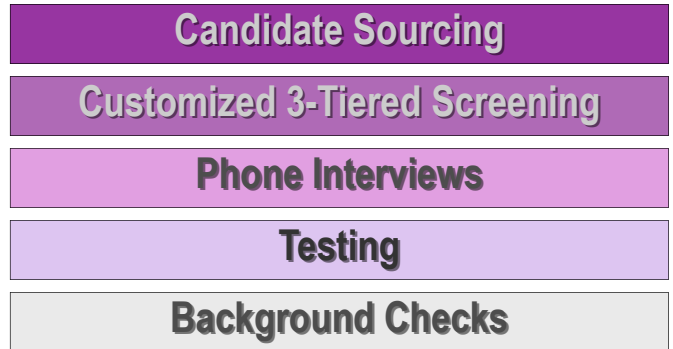 Candidate Sourcing
Customized 3-Tiered Screening
Phone Interviews
Testing
Background Checks